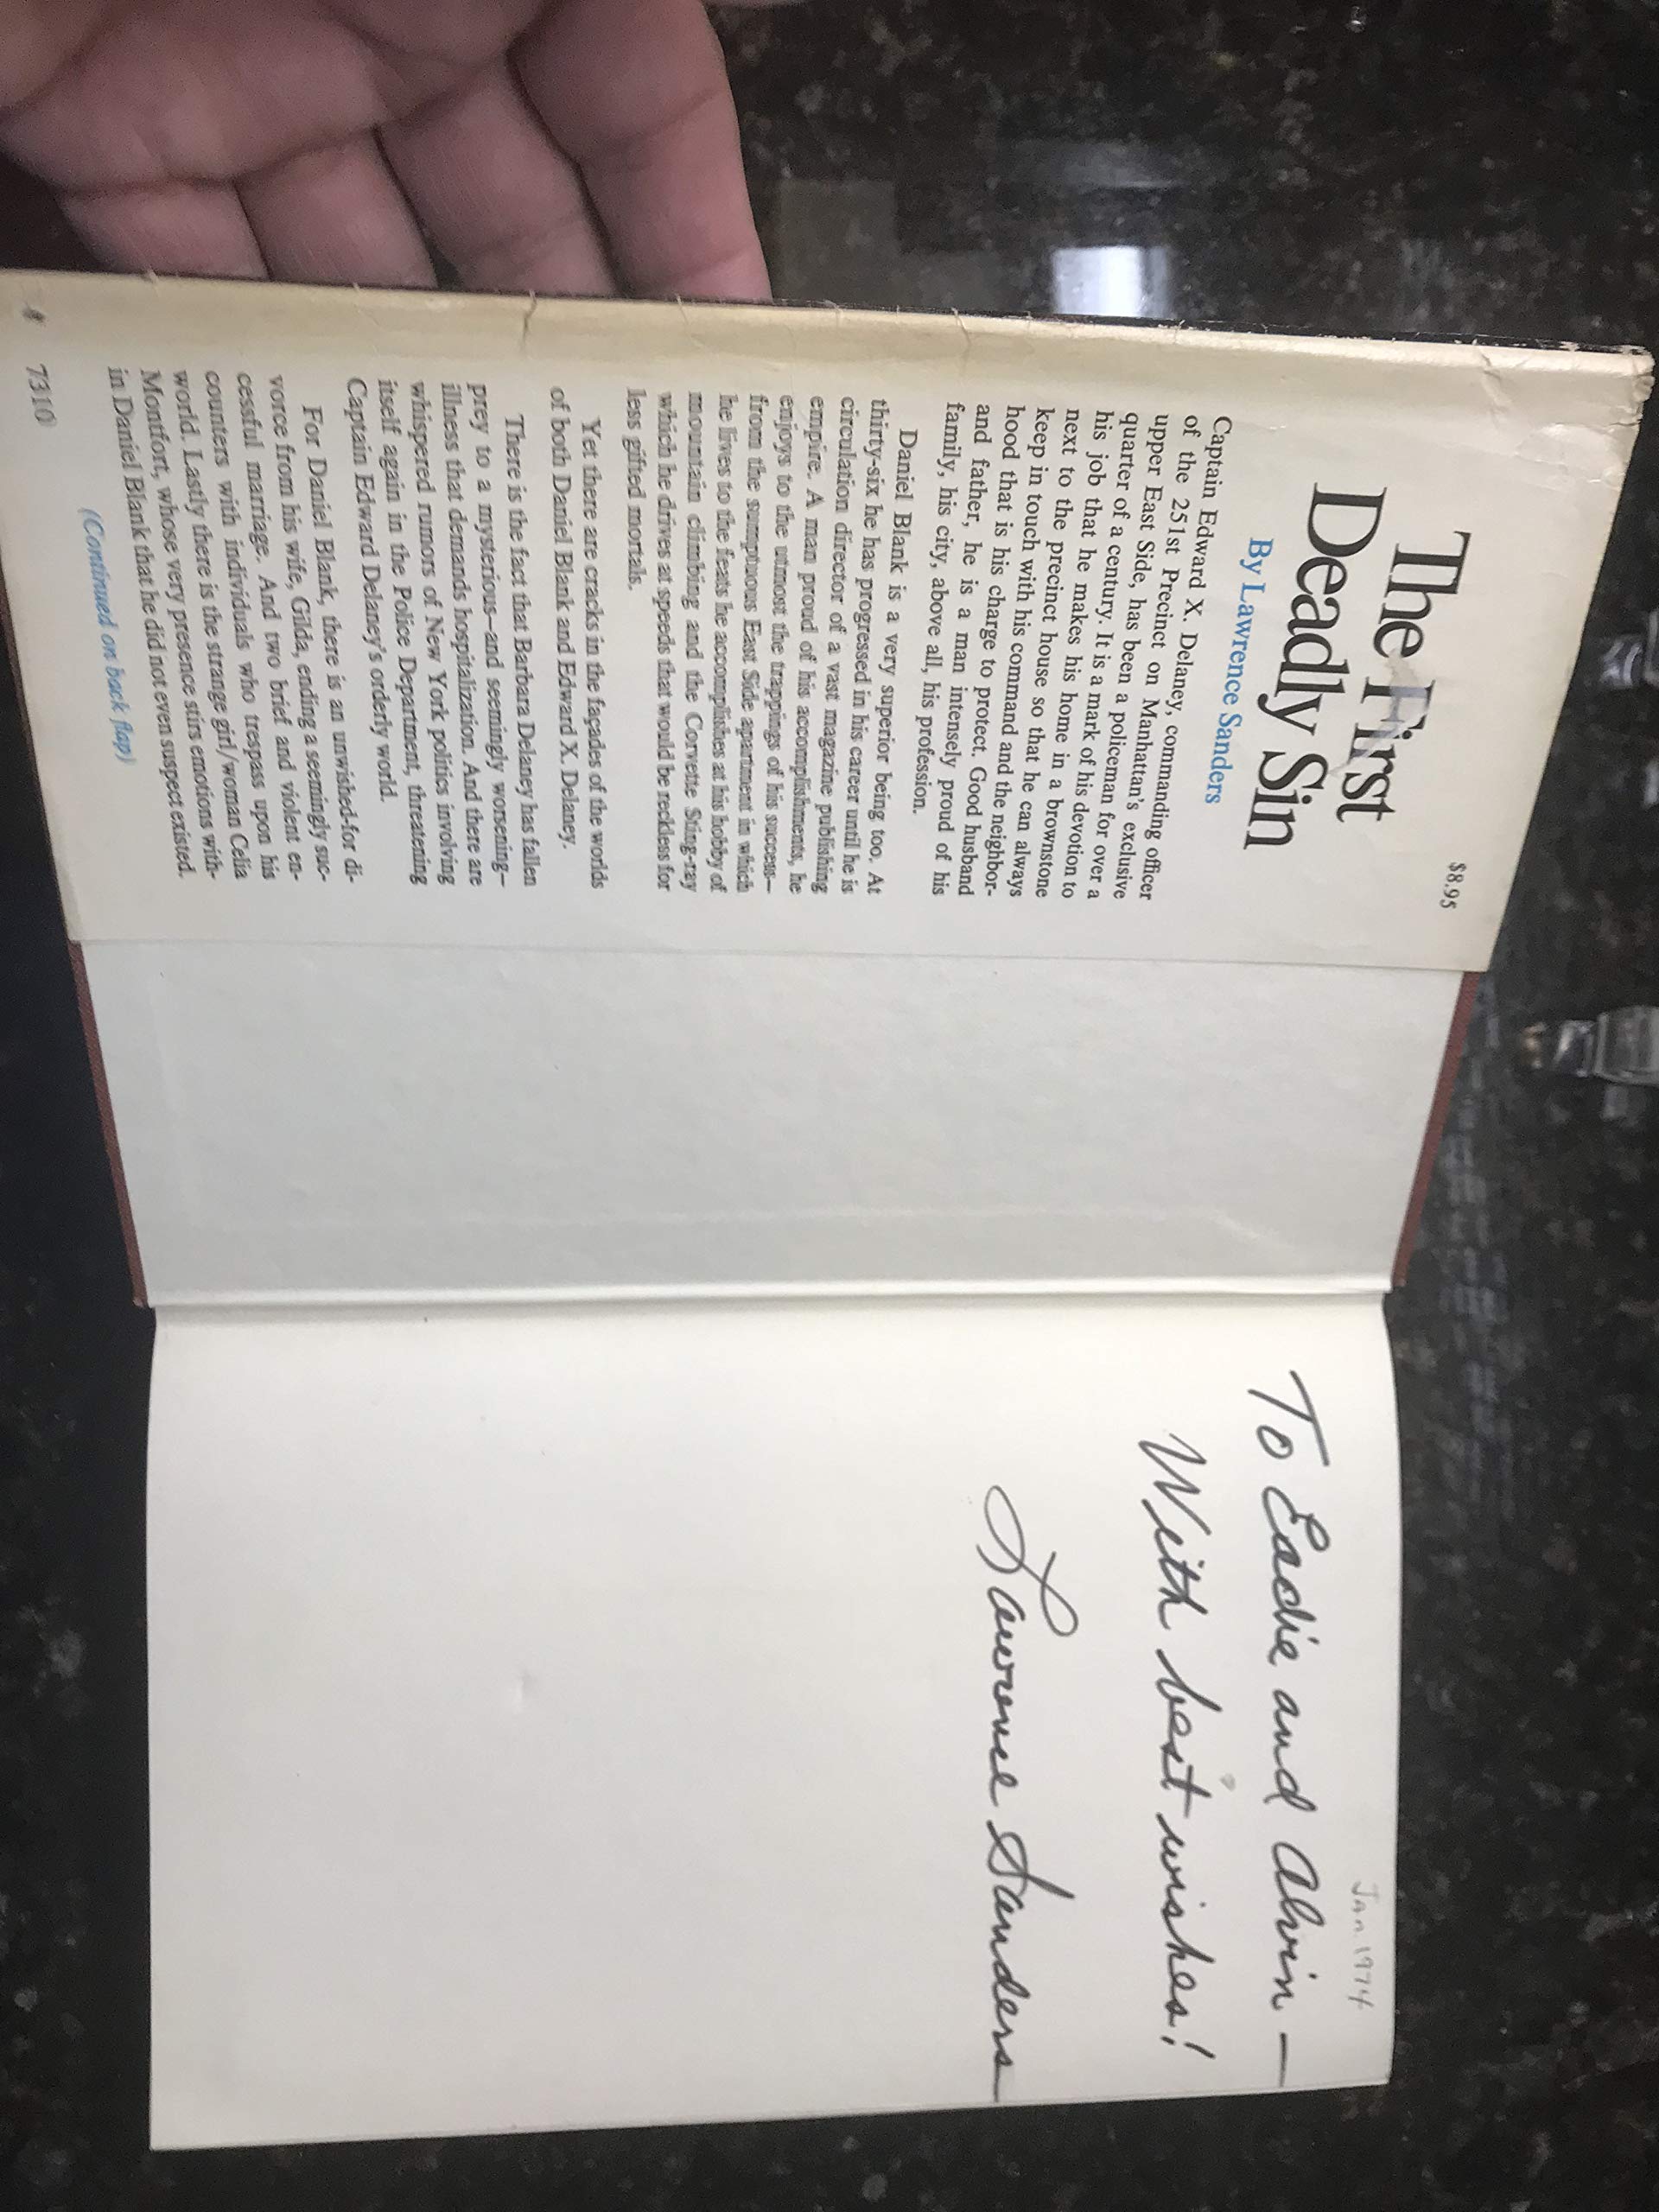 $8.95
The First
Deadly Sin
By Lawrence Sanders
Captain Edward X. Delaney, commanding officer
of the 251st Precinct on Manhattan's exclusive
upper East Side, has been a policeman for over a
quarter of a century. It is a mark of his devotion to
his job that he makes his home in a brownstone
next to the precinct house so that he can always
keep in touch with his command and the neighbor-
hood that is his charge to protect. Good husband
and father, he is a man intensely proud of his
family, his city, above all, his profession.
Daniel Blank is a very superior being too. At
thirty-six he has progressed in his career until he is
circulation director of a vast magazine publishing
empire. A man proud of his accomplishments, he
enjoys to the utmost the trappings of his success—
from the sumptuous East Side apartment in which
he lives to the feats he accomplishes at his hobby of
mountain climbing and the Corvette Sting-ray
which he drives at speeds that would be reckless for
less gifted mortals.
Yet there are cracks in the façades of the worlds
of both Daniel Blank and Edward X. Delaney.
There is the fact that Barbara Delaney has fallen
prey to a mysterious—and seemingly worsening—
illness that demands hospitalization. And there are
whispered rumors of New York politics involving
itself again in the Police Department, threatening
Captain Edward Delaney's orderly world.
For Daniel Blank, there is an unwished-for di-
vorce from his wife, Gilda, ending a seemingly suc-
cessful marriage. And two brief and violent en-
counters with individuals who trespass upon his
world. Lastly there is the strange girl/woman Celia
Montfort, whose very presence stirs emotions with-
in Daniel Blank that he did not even suspect existed.
(Continued on back flap)
7310
Jan. 1974
To Eadie and Alvin —
With best wishes!
Lawrence Sanders